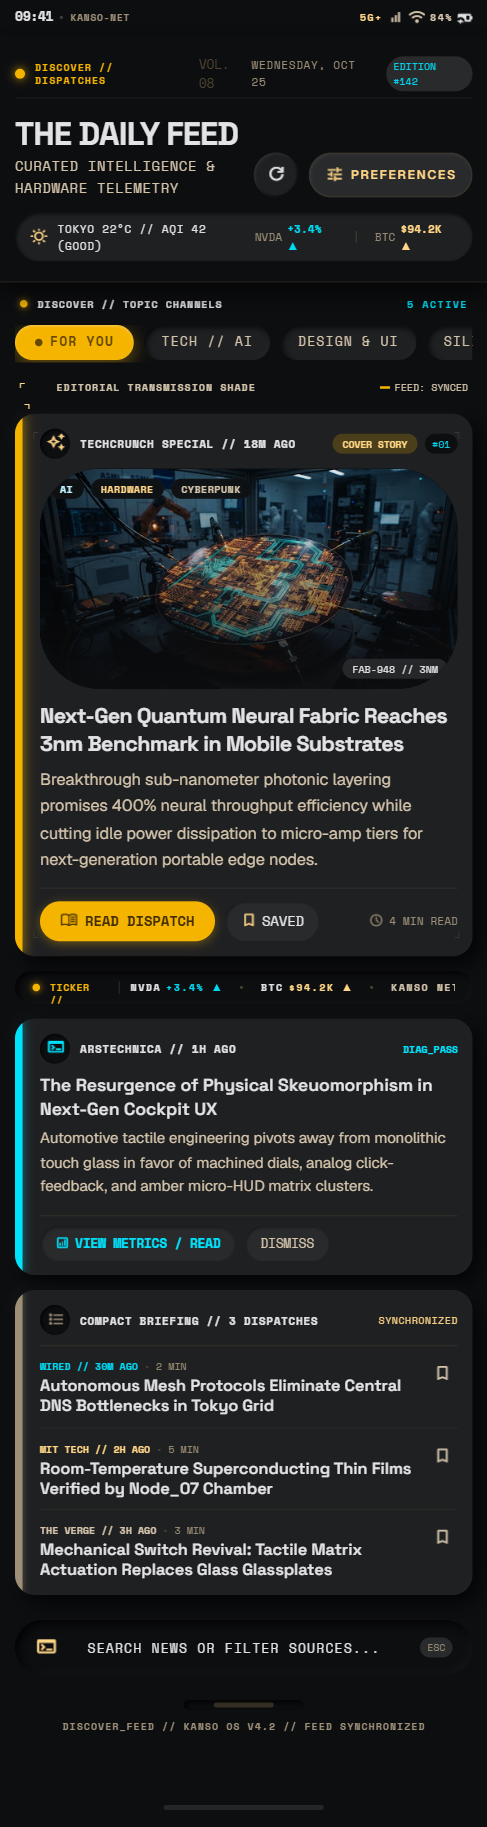 09:41 • KANSO-NET 5G+ 84%
DISCOVER // DISPATCHES
VOL. 08
WEDNESDAY, OCT 25
EDITION #142
THE DAILY FEED
CURATED INTELLIGENCE &
HARDWARE TELEMETRY
PREFERENCES
TOKYO 22°C // AQI 42
(GOOD)
NVDA +3.4% ▲
BTC $94.2K ▲
DISCOVER // TOPIC CHANNELS 5 ACTIVE
FOR YOU TECH // AI DESIGN & UI SIL
EDITORIAL TRANSMISSION SHADE FEED: SYNCED
TECHCRUNCH SPECIAL // 18M AGO COVER STORY #01
AI HARDWARE CYBERPUNK
FAB-948 // 3NM
Next-Gen Quantum Neural Fabric Reaches
3nm Benchmark in Mobile Substrates
Breakthrough sub-nanometer photonic layering
promises 400% neural throughput efficiency while
cutting idle power dissipation to micro-amp tiers for
next-generation portable edge nodes.
READ DISPATCH SAVED 4 MIN READ
TICKER //
NVDA +3.4% ▲ • BTC $94.2K ▲ • KANSO NET
ARSTECHNICA // 1H AGO DIAG_PASS
The Resurgence of Physical Skeuomorphism in
Next-Gen Cockpit UX
Automotive tactile engineering pivots away from monolithic
touch glass in favor of machined dials, analog click-
feedback, and amber micro-HUD matrix clusters.
VIEW METRICS / READ DISMISS
COMPACT BRIEFING // 3 DISPATCHES SYNCHRONIZED
WIRED // 30M AGO · 2 MIN
Autonomous Mesh Protocols Eliminate Central
DNS Bottlenecks in Tokyo Grid
MIT TECH // 2H AGO · 5 MIN
Room-Temperature Superconducting Thin Films
Verified by Node_07 Chamber
THE VERGE // 3H AGO · 3 MIN
Mechanical Switch Revival: Tactile Matrix
Actuation Replaces Glass Glassplates
SEARCH NEWS OR FILTER SOURCES... ESC
DISCOVER_FEED // KANSO OS V4.2 // FEED SYNCHRONIZED